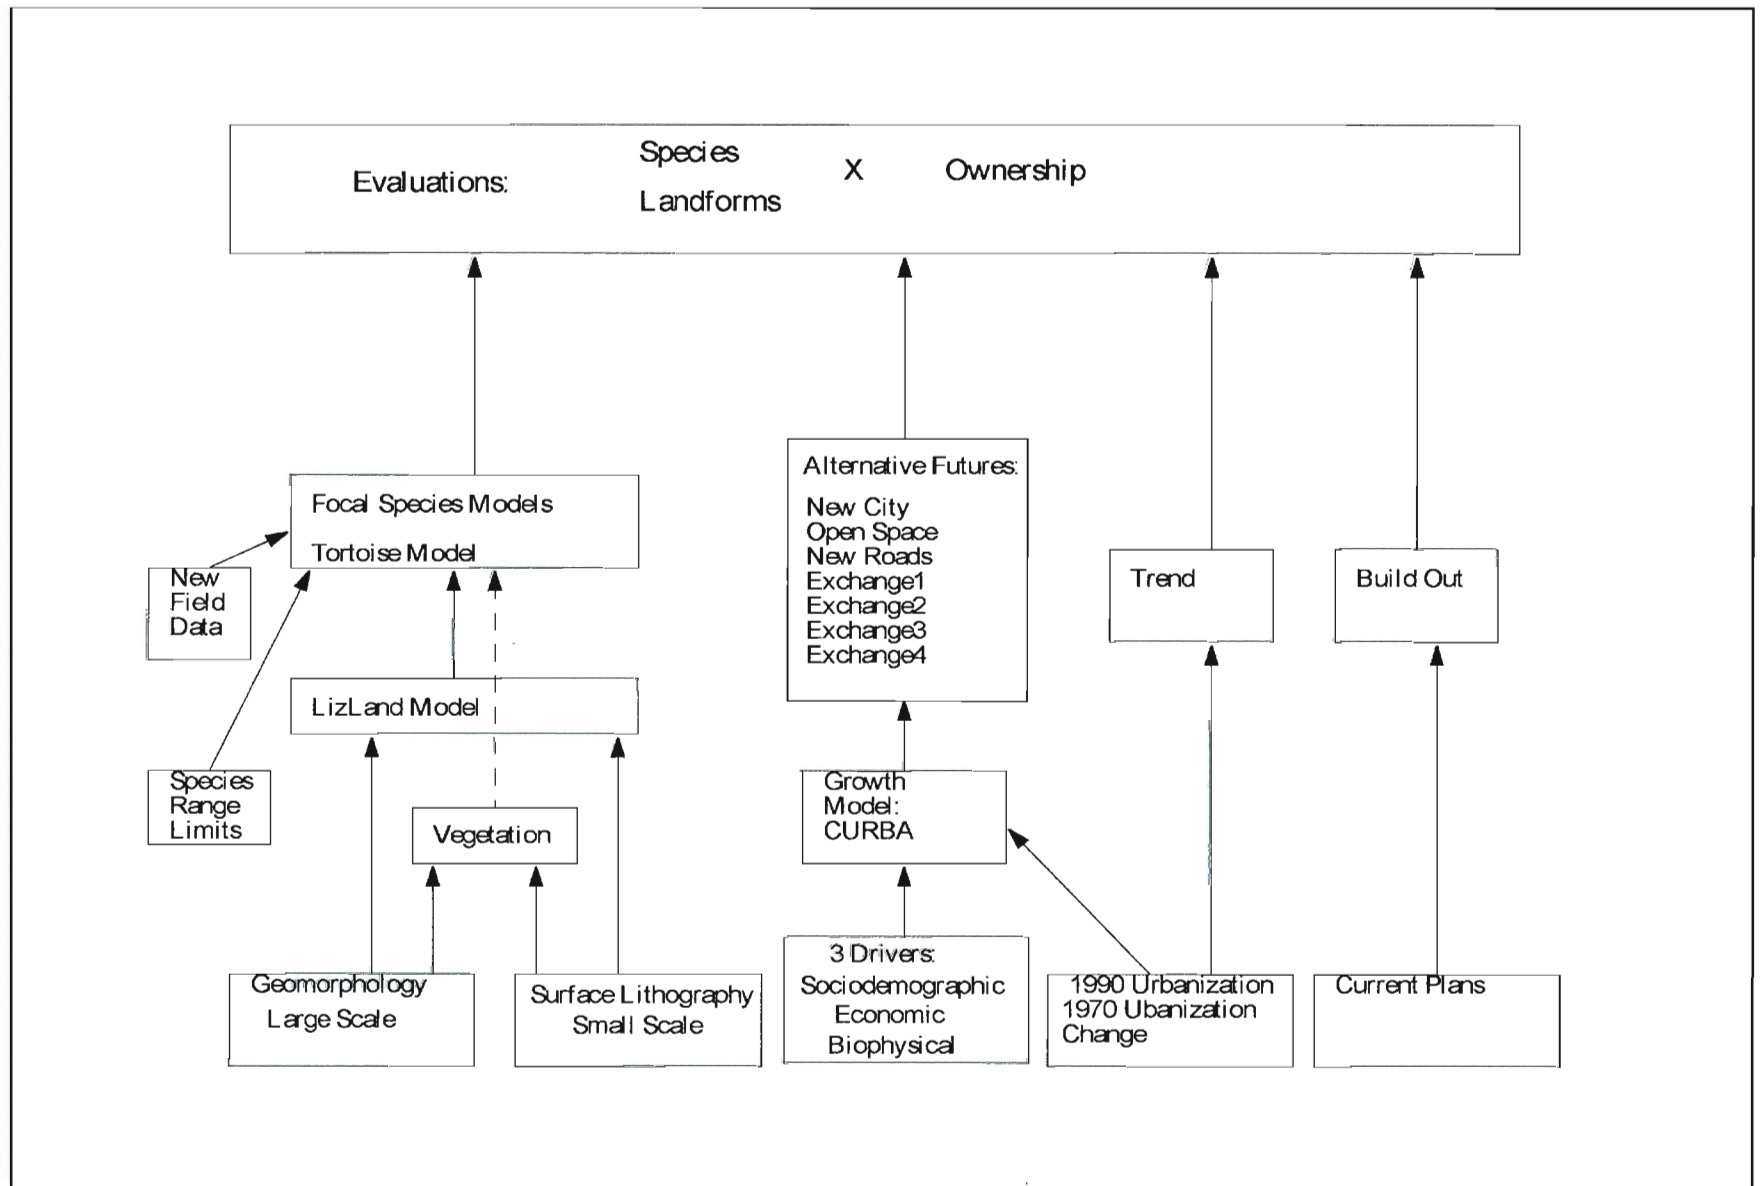 Evaluations:
Species
Landforms
X
Ownership
Focal Species Models
Tortoise Model
New
Field
Data
LizLand Model
Species
Range
Limits
Vegetation
Geomorphology
Large Scale
Surface Lithography
Small Scale
Alternative Futures:
New City
Open Space
New Roads
Exchange1
Exchange2
Exchange3
Exchange4
Growth
Model:
CURBA
3 Drivers:
Sociodemographic
Economic
Biophysical
Trend
1990 Urbanization
1970 Ubanization
Change
Build Out
Current Plans